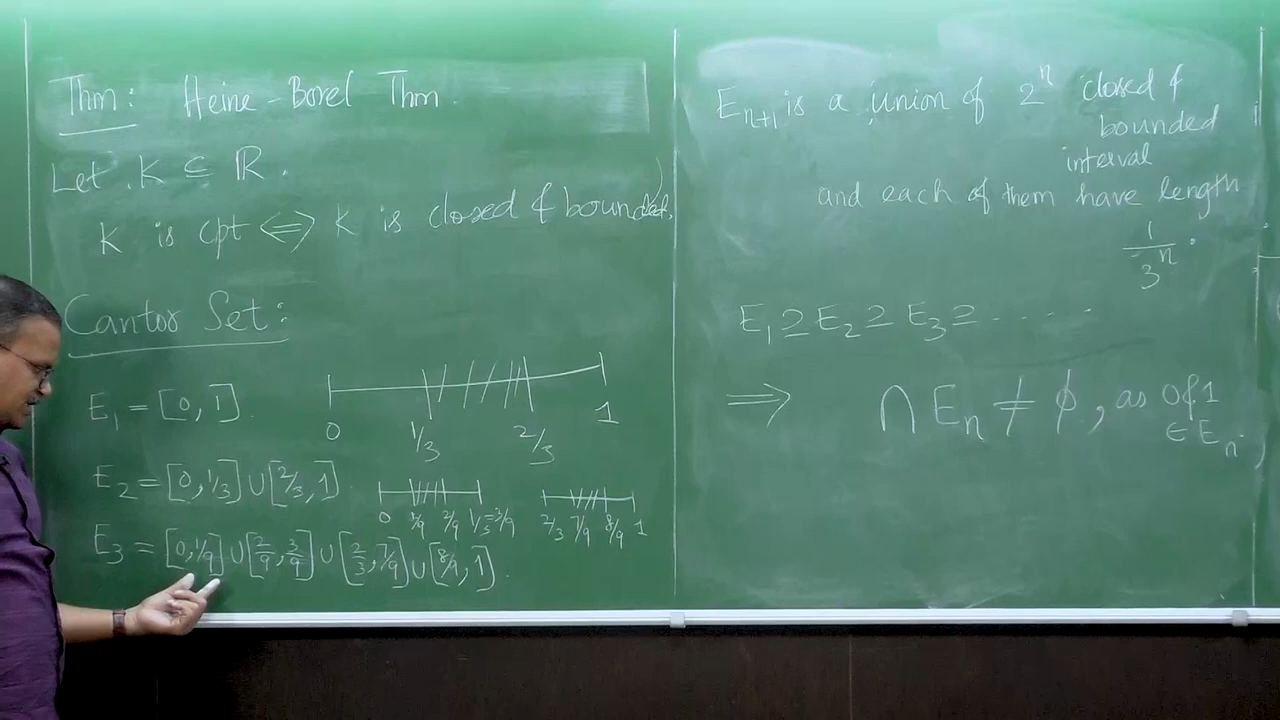 Thm: Heine-Borel Thm.
Let K ⊆ ℝ.
K is cpt ⟺ K is closed & bounded.
Cantor Set:
E₁ = [0, 1].
0 1/3 2/3 1
E₂ = [0, 1/3] ∪ [2/3, 1]
0 1/9 2/9 1/3=3/9 2/3 7/9 8/9 1
E₃ = [0, 1/9] ∪ [2/9, 3/9] ∪ [2/3, 7/9] ∪ [8/9, 1].
Eₙ₊₁ is a union of 2ⁿ closed &
bounded
interval
and each of them have length
1/3ⁿ.
E₁ ⊇ E₂ ⊇ E₃ ⊇ .....
⟹ ∩ Eₙ ≠ ϕ, as 0 & 1
∈ Eₙ,